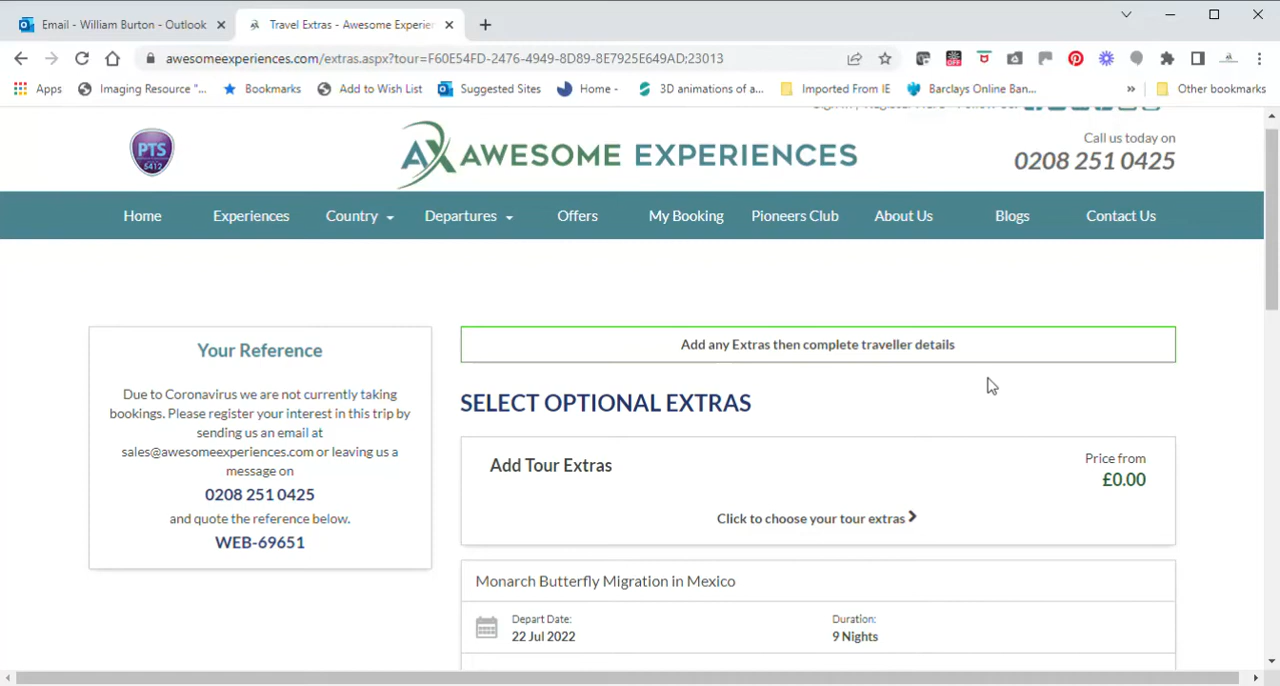 Email - William Burton - Outlook
Travel Extras - Awesome Experien
awesomeexperiences.com/extras.aspx?tour=F60E54FD-2476-4949-8D89-8E7925E649AD;23013
Apps
Imaging Resource "...
Bookmarks
Add to Wish List
Suggested Sites
Home -
3D animations of a...
Imported From IE
Barclays Online Ban...
»
Other bookmarks
PTS
5412
AX AWESOME EXPERIENCES
Call us today on
0208 251 0425
Home
Experiences
Country
Departures
Offers
My Booking
Pioneers Club
About Us
Blogs
Contact Us
Your Reference
Due to Coronavirus we are not currently taking
bookings. Please register your interest in this trip by
sending us an email at
sales@awesomeexperiences.com or leaving us a
message on
0208 251 0425
and quote the reference below.
WEB-69651
Add any Extras then complete traveller details
SELECT OPTIONAL EXTRAS
Add Tour Extras
Price from
£0.00
Click to choose your tour extras
Monarch Butterfly Migration in Mexico
Depart Date:
22 Jul 2022
Duration:
9 Nights